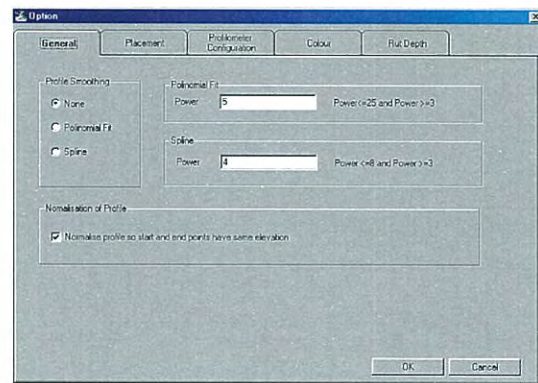 Option
General
Placement
Profilometer
Configuration
Colour
Rut Depth
Profile Smoothing
None
Polinomial Fit
Spline
Polinomial Fit
Power 5 Power<=25 and Power >=3
Spline
Power 4 Power <=8 and Power >=3
Nomalisation of Profile
Normalise profile so start and end points have same elevation
OK Cancel